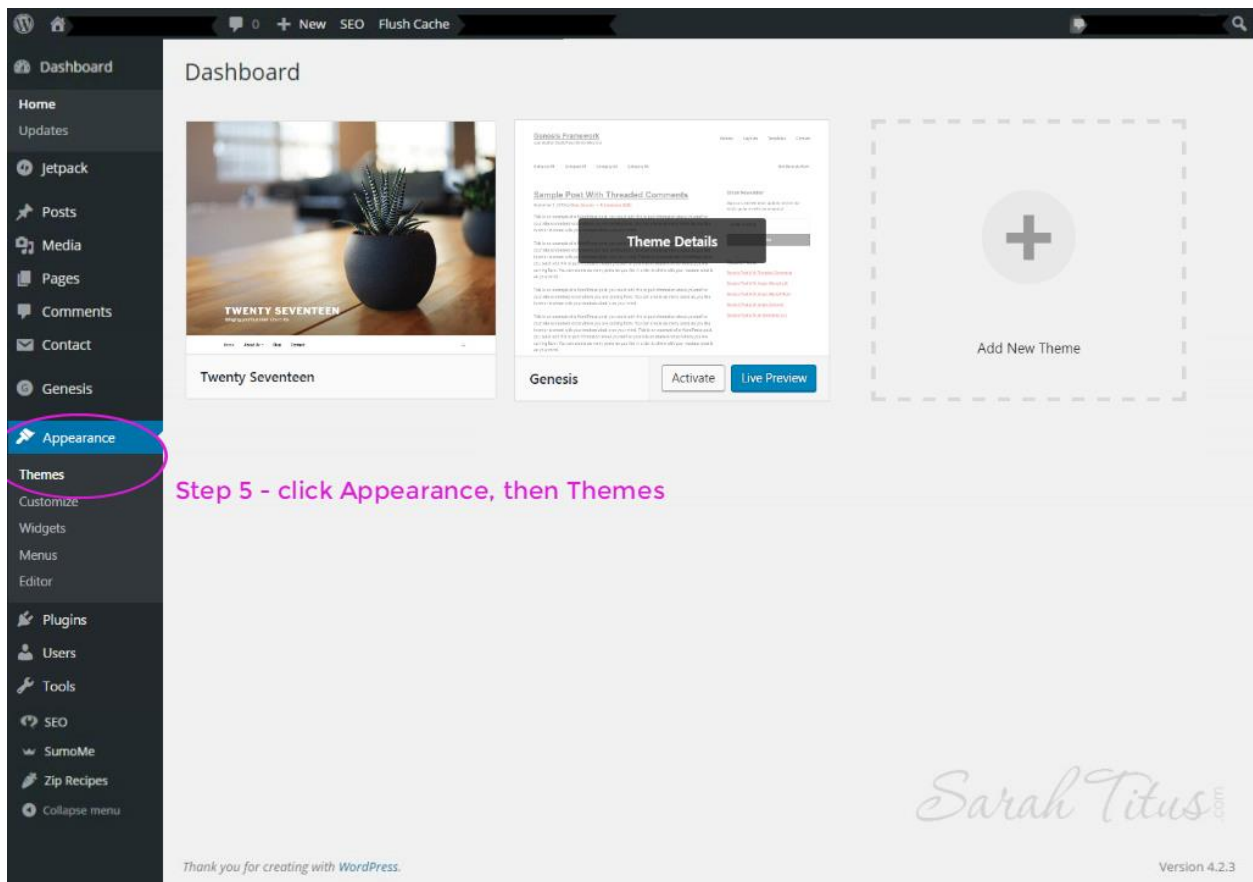 0 New SEO Flush Cache
Dashboard
Home
Updates
Jetpack
Posts
Media
Pages
Comments
Contact
Genesis
Appearance
Themes
Customize
Widgets
Menus
Editor
Plugins
Users
Tools
SEO
SumoMe
Zip Recipes
Collapse menu
Dashboard
TWENTY SEVENTEEN
Twenty Seventeen
Genesis Framework
Sample Post With Threaded Comments
Theme Details
Genesis Activate Live Preview
Add New Theme
Step 5 - click Appearance, then Themes
Sarah Titus.com
Thank you for creating with WordPress. Version 4.2.3